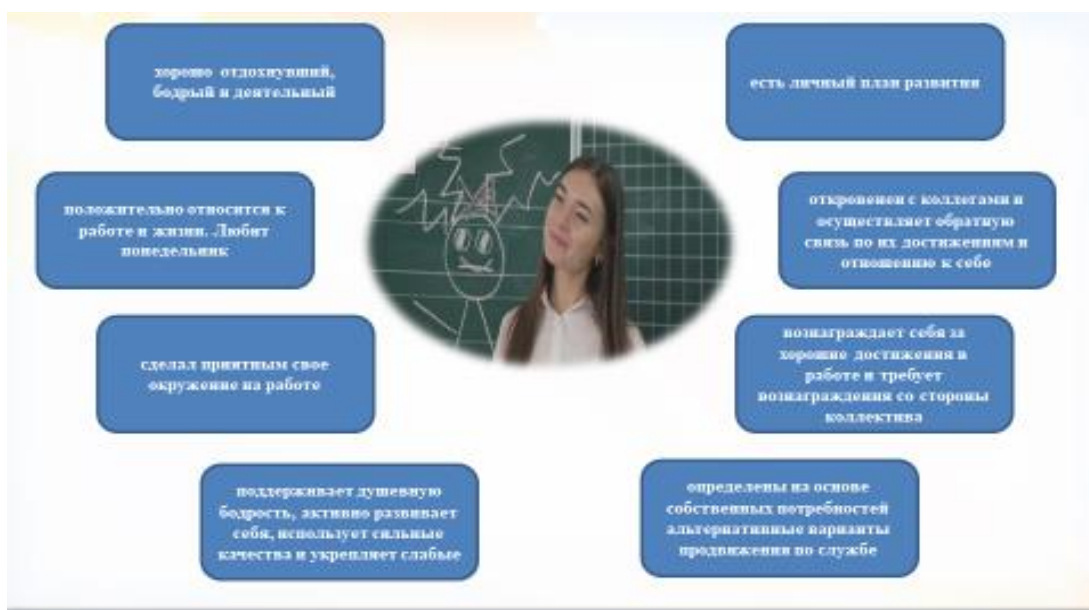 хорошо отдохнувший,
бодрый и деятельный
есть личный план развития
положительно относится к
работе и жизни. Любит
понедельник
откровенен с коллегами и
осуществляет обратную
связь по их достижениям и
отношению к себе
сделал приятным свое
окружение на работе
вознаграждает себя за
хорошие достижения в
работе и требует
вознаграждения со стороны
коллектива
поддерживает душевную
бодрость, активно развивает
себя, использует сильные
качества и укрепляет слабые
определены на основе
собственных потребностей
альтернативные варианты
продвижения по службе